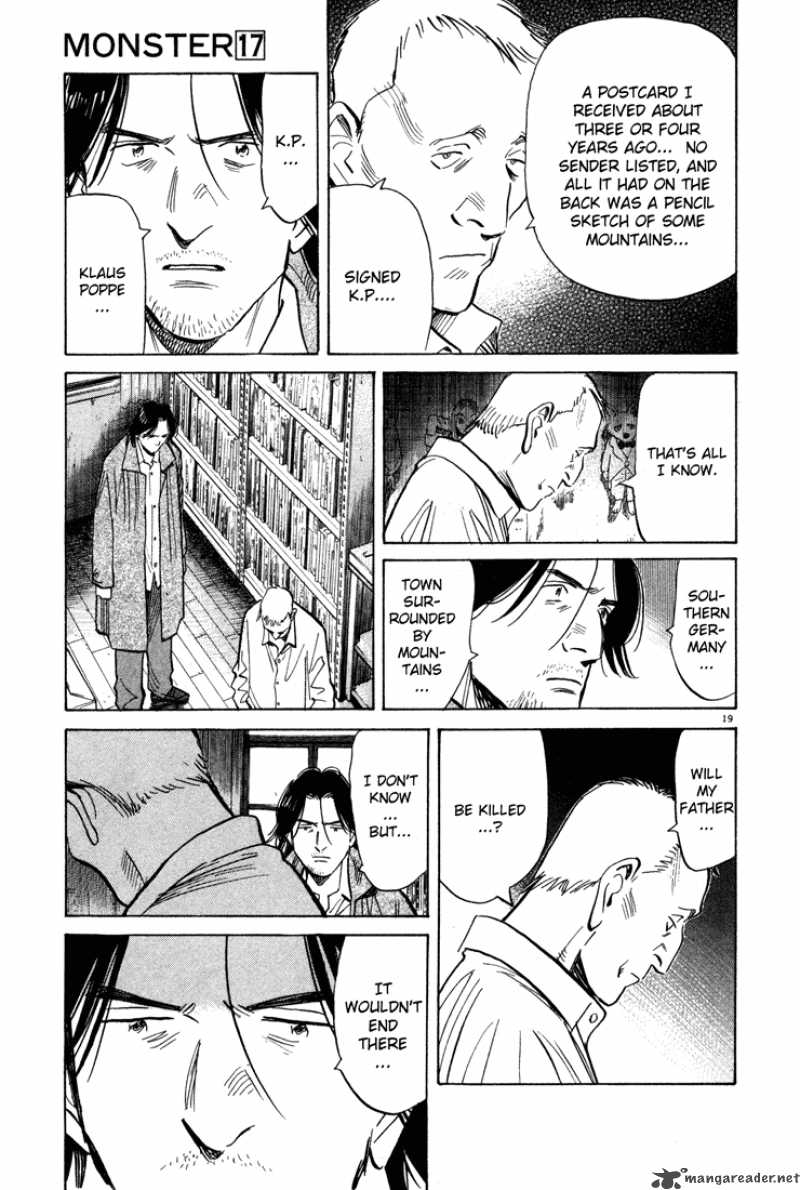 MONSTER 17
A POSTCARD I
RECEIVED ABOUT
THREE OR FOUR
YEARS AGO... NO
SENDER LISTED, AND
ALL IT HAD ON THE
BACK WAS A PENCIL
SKETCH OF SOME
MOUNTAINS...
SIGNED
K.P....
K.P.
...
KLAUS
POPPE
...
THAT'S ALL
I KNOW.
SOU-
THERN
GER-
MANY
...
TOWN
SUR-
ROUNDED
BY
MOUN-
TAINS
...
19
WILL
MY
FATHER
...
BE KILLED
...?
I DON'T
KNOW
...
BUT...
IT
WOULDN'T
END
THERE
...
mangareader.net